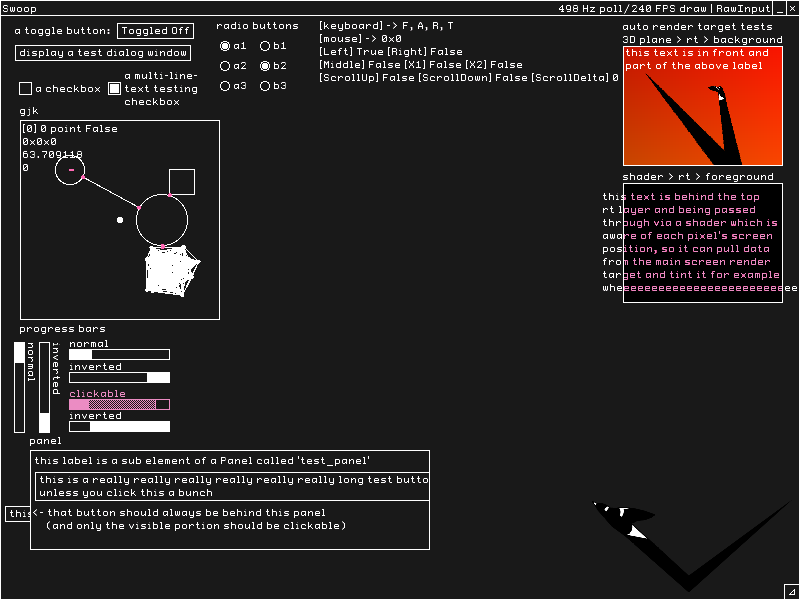 Swoop
498 Hz poll/240 FPS draw | RawInput _ ×
a toggle button: Toggled Off
display a test dialog window
a checkbox
a multi-line-
text testing
checkbox
radio buttons
a1 b1
a2 b2
a3 b3
[keyboard]-> F, A, R, T
[mouse]-> 0x0
[Left]True[Right]False
[Middle]False[X1]False[X2]False
[ScrollUp]False[ScrollDown]False[ScrollDelta]0
auto render target tests
3D plane > rt > background
this text is in front and
part of the above label
shader > rt > foreground
this text is behind the top
rt layer and being passed
through via a shader which is
aware of each pixel's screen
position, so it can pull data
from the main screen render
target and tint it for example
wheeeeeeeeeeeeeeeeeeeeeeeeeee
gjk
[0]0 point False
0x0x0
63.709118
0
progress bars
normal
inverted
normal
inverted
clickable
inverted
panel
this label is a sub element of a Panel called 'test_panel'
this is a really really really really really really long test butto
unless you click this a bunch
this
<- that button should always be behind this panel
(and only the visible portion should be clickable)